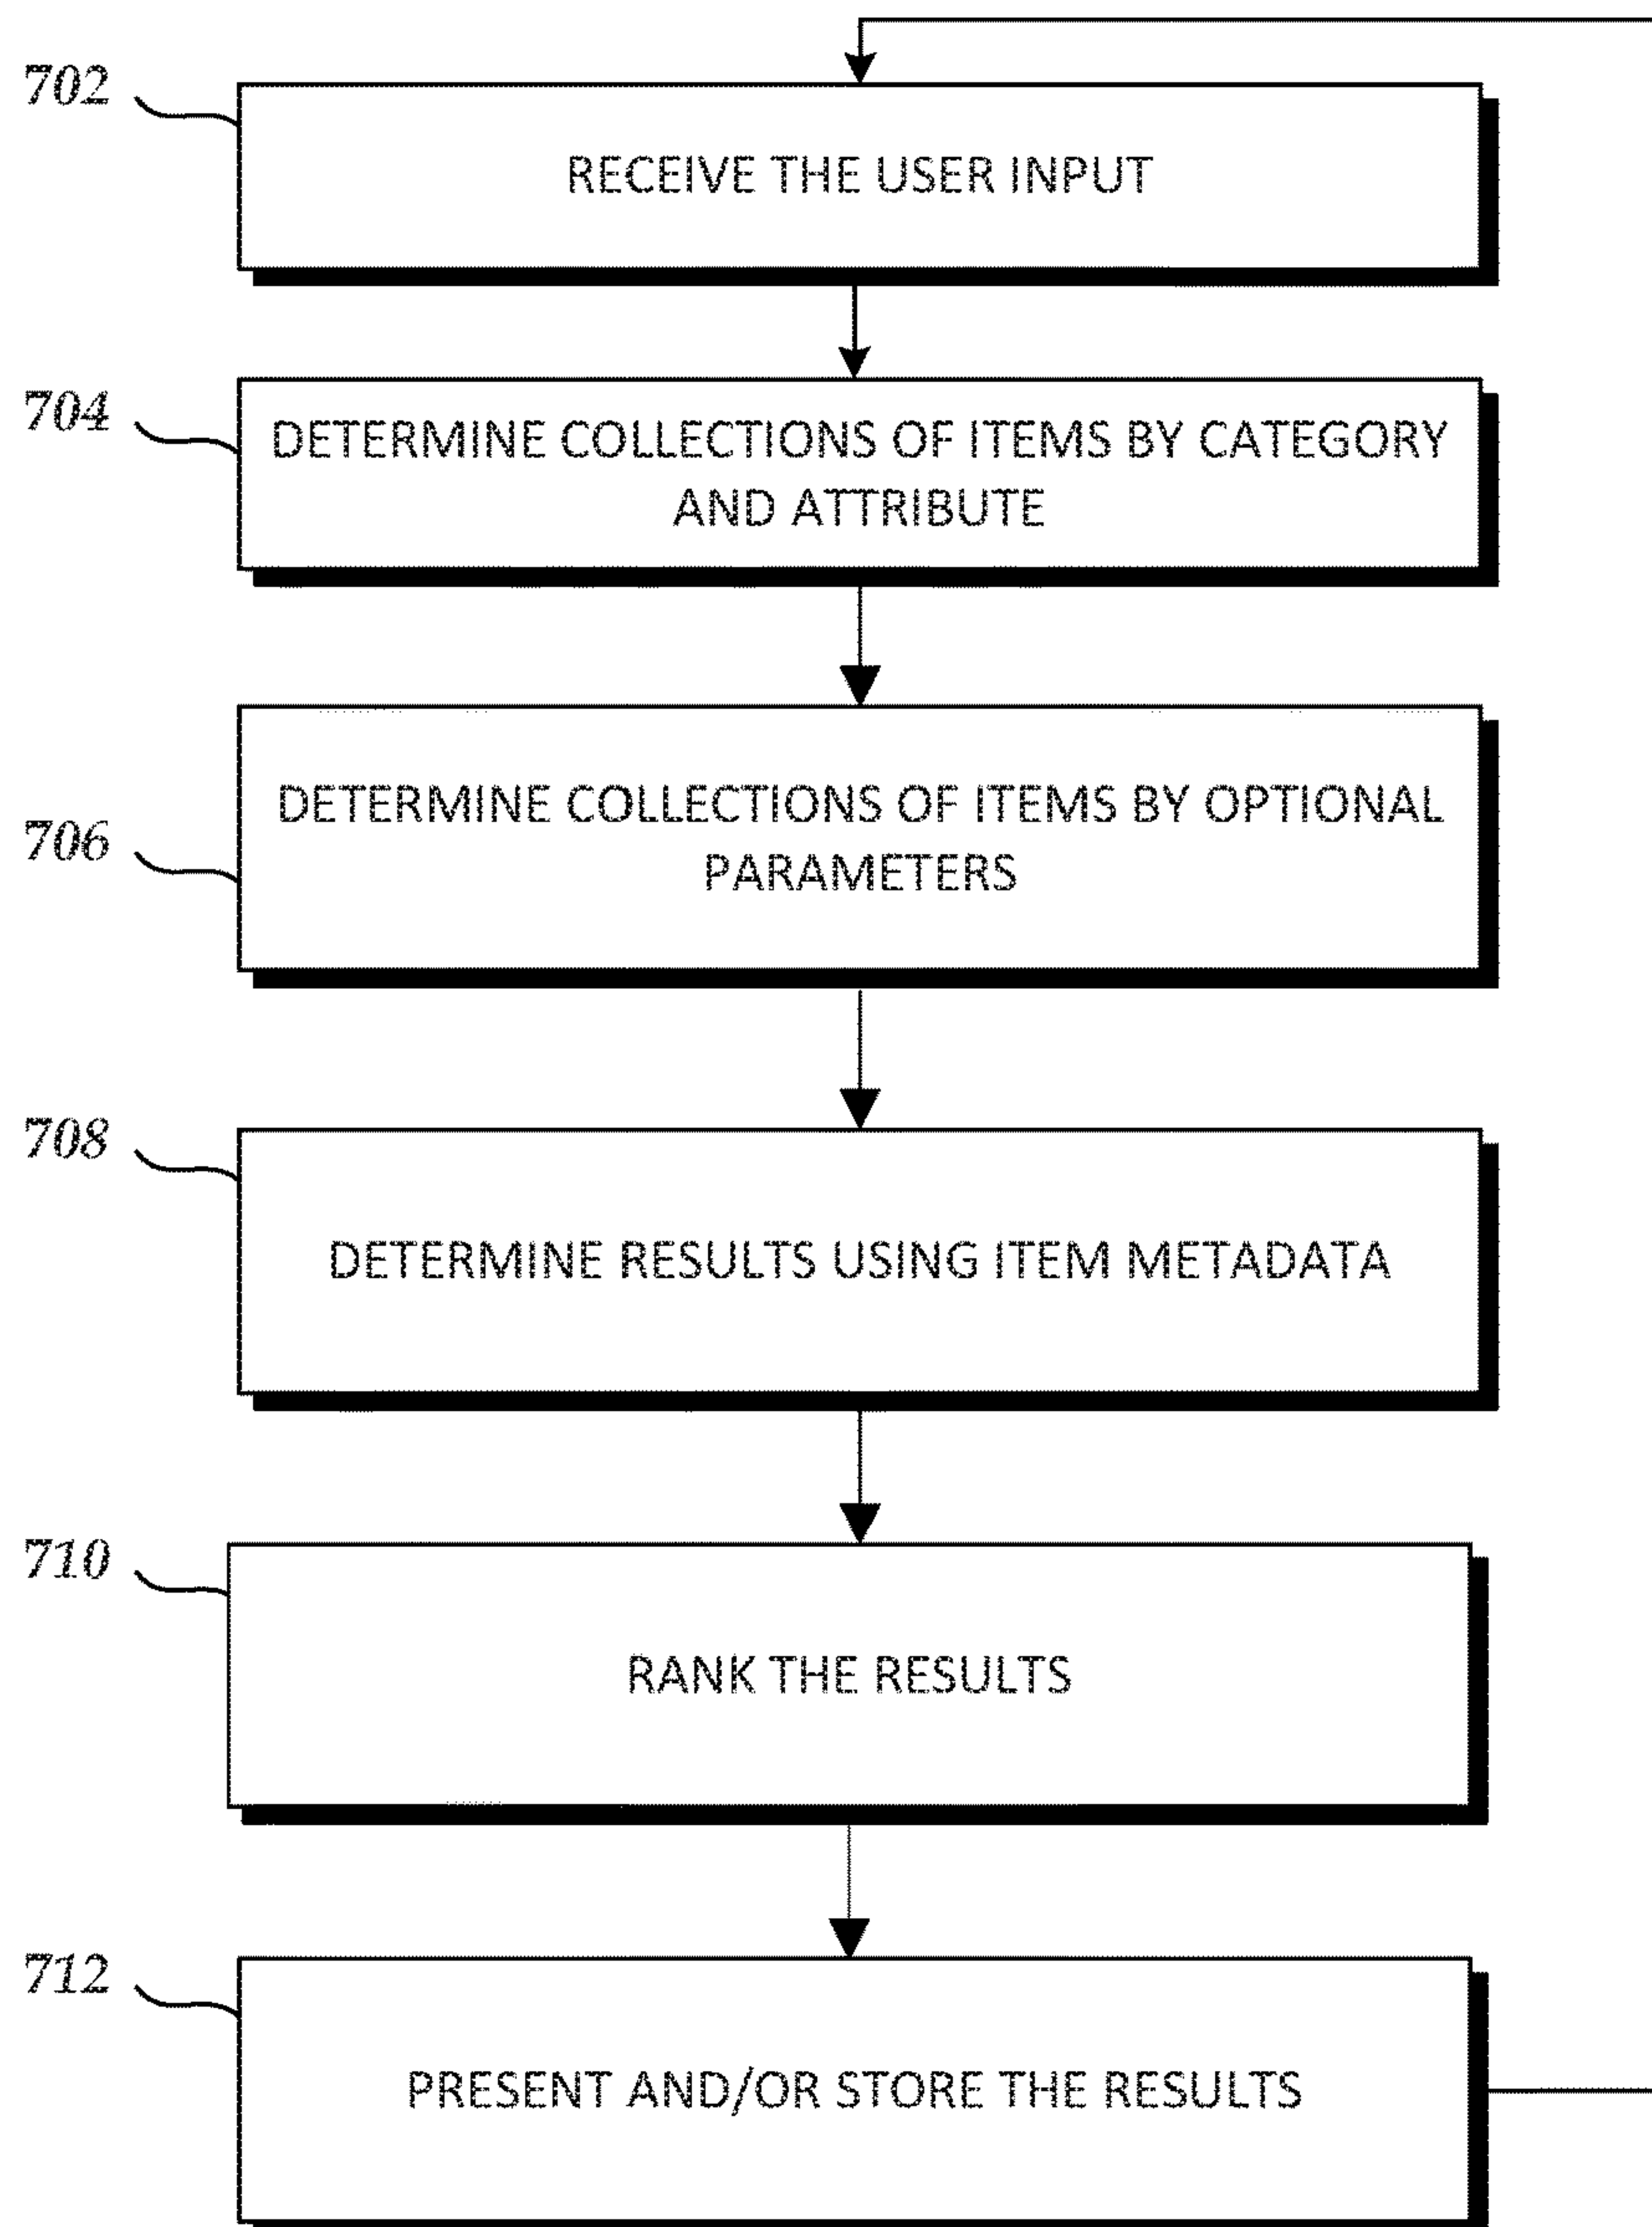 702
RECEIVE THE USER INPUT
704
DETERMINE COLLECTIONS OF ITEMS BY CATEGORY
AND ATTRIBUTE
706
DETERMINE COLLECTIONS OF ITEMS BY OPTIONAL
PARAMETERS
708
DETERMINE RESULTS USING ITEM METADATA
710
RANK THE RESULTS
712
PRESENT AND/OR STORE THE RESULTS